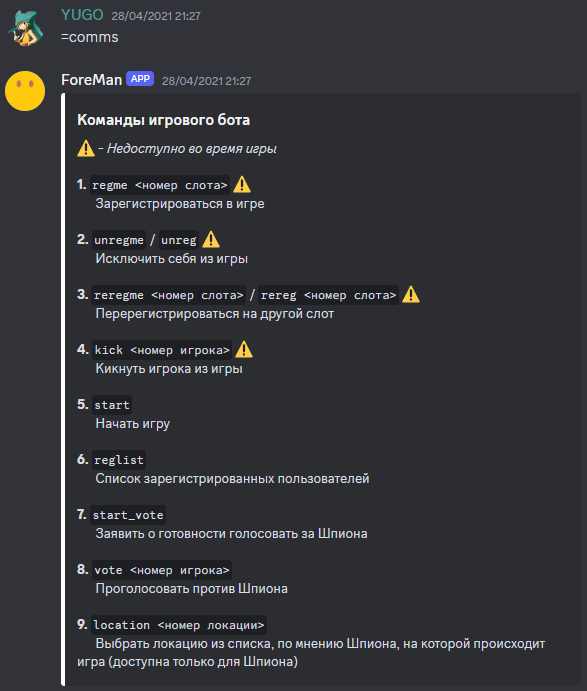 YUGO 28/04/2021 21:27
=comms
ForeMan APP 28/04/2021 21:27
Команды игрового бота
⚠️ - Недоступно во время игры
1. regme <номер слота> ⚠️
Зарегистрироваться в игре
2. unregme / unreg ⚠️
Исключить себя из игры
3. reregme <номер слота> / rereg <номер слота> ⚠️
Перерегистрироваться на другой слот
4. kick <номер игрока> ⚠️
Кикнуть игрока из игры
5. start
Начать игру
6. reglist
Список зарегистрированных пользователей
7. start_vote
Заявить о готовности голосовать за Шпиона
8. vote <номер игрока>
Проголосовать против Шпиона
9. location <номер локации>
Выбрать локацию из списка, по мнению Шпиона, на которой происходит
игра (доступна только для Шпиона)